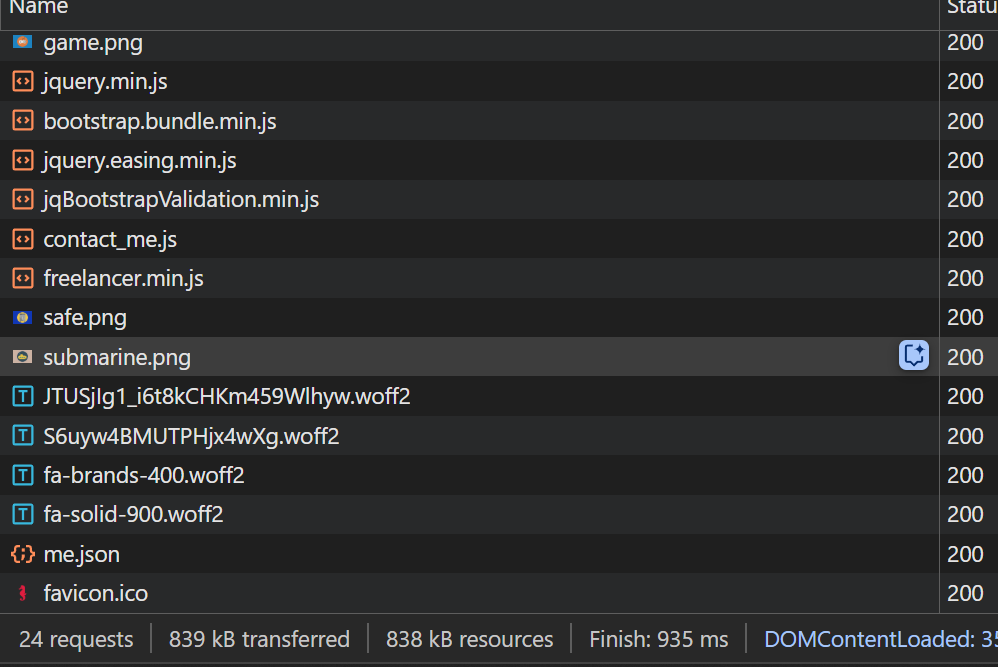 Name Statu
game.png 200
jquery.min.js 200
bootstrap.bundle.min.js 200
jquery.easing.min.js 200
jqBootstrapValidation.min.js 200
contact_me.js 200
freelancer.min.js 200
safe.png 200
submarine.png 200
JTUSjIg1_i6t8kCHKm459Wlhyw.woff2 200
S6uyw4BMUTPHjx4wXg.woff2 200
fa-brands-400.woff2 200
fa-solid-900.woff2 200
me.json 200
favicon.ico 200
24 requests 839 kB transferred 838 kB resources Finish: 935 ms DOMContentLoaded: 35